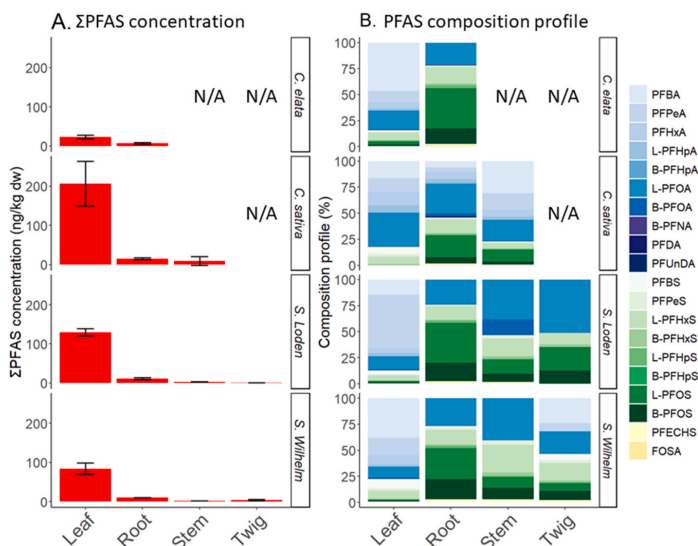 A. ΣPFAS concentration
ΣPFAS concentration (ng/kg dw)
200
100
0
N/A N/A
C. elata
200
100
0
N/A
C. sativa
200
100
0
S. Loden
200
100
0
S. Wilhelm
Leaf Root Stem Twig
B. PFAS composition profile
Composition profile (%)
100
75
50
25
0
N/A N/A
C. elata
100
75
50
25
0
N/A
C. sativa
100
75
50
25
0
S. Loden
100
75
50
25
0
S. Wilhelm
Leaf Root Stem Twig
PFBA
PFPeA
PFHxA
L-PFHpA
B-PFHpA
L-PFOA
B-PFOA
B-PFNA
PFDA
PFUnDA
PFBS
PFPeS
L-PFHxS
B-PFHxS
L-PFHpS
B-PFHpS
L-PFOS
B-PFOS
PFECHS
FOSA